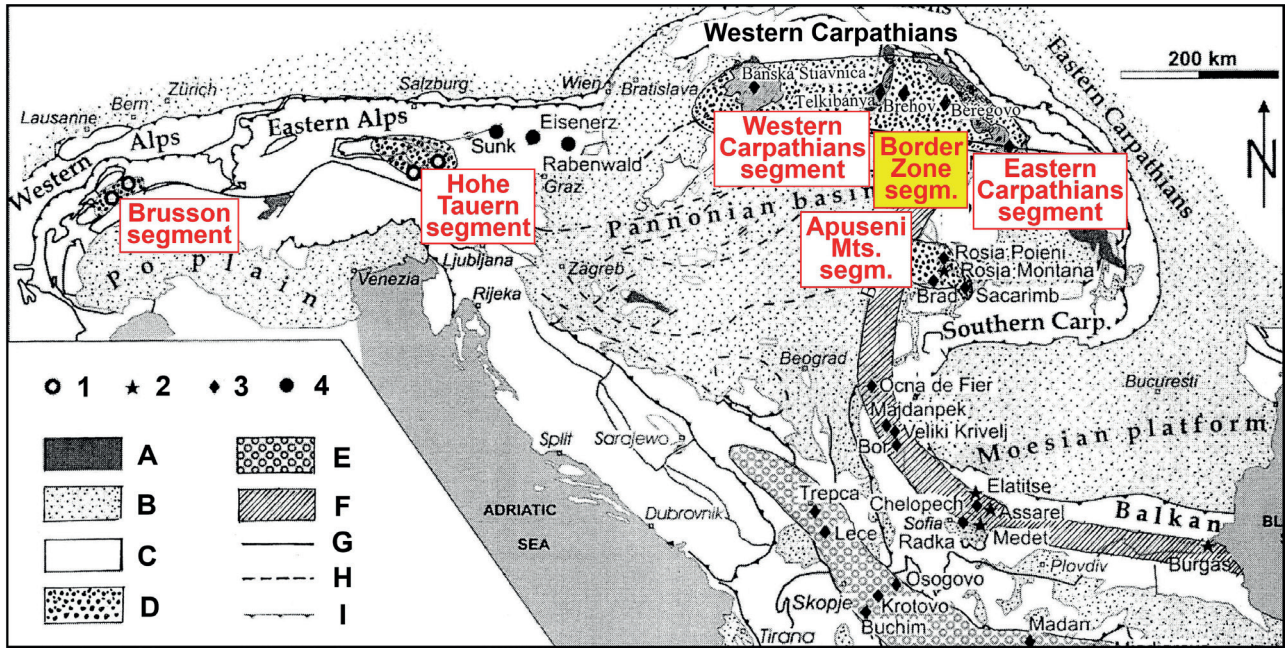 Western Carpathians
Eastern Carpathians
200 km
N
Lausanne
Bern
Zürich
Salzburg
Wien
Bratislava
Banska Stiavnica
Telkibanya
Brehov
Beregovo
Western Alps
Eastern Alps
Sunk
Eisenerz
Rabenwald
Graz
Western
Carpathians
segment
Border
Zone
segm.
Eastern
Carpathians
segment
Eastern Carpathians
Brusson
segment
Hohe
Tauern
segment
Pannonian basin
Apuseni
Mts.
segm.
Po plain
Venezia
Ljubljana
Zagreb
Rijeka
Rosia Poieni
Rosja Montana
Brad
Sacarimb
Southern Carp.
Beograd
Bucuresti
Ocna de Fier
Majdanpek
Veliki Krivelj
Bor
Moesian platform
Split
Sarajewo
Dubrovnik
ADRIATIC
SEA
Trepca
Lece
Elatitse
Chelopech
Assarel
Sofia
Radka
Medet
Balkan
BL
Burgas
Plovdiv
Osogovo
Skopje
Krotovo
Buchim
Madan
Tirana
1 2 3 4
A
B
C
D
E
F
G
H
I